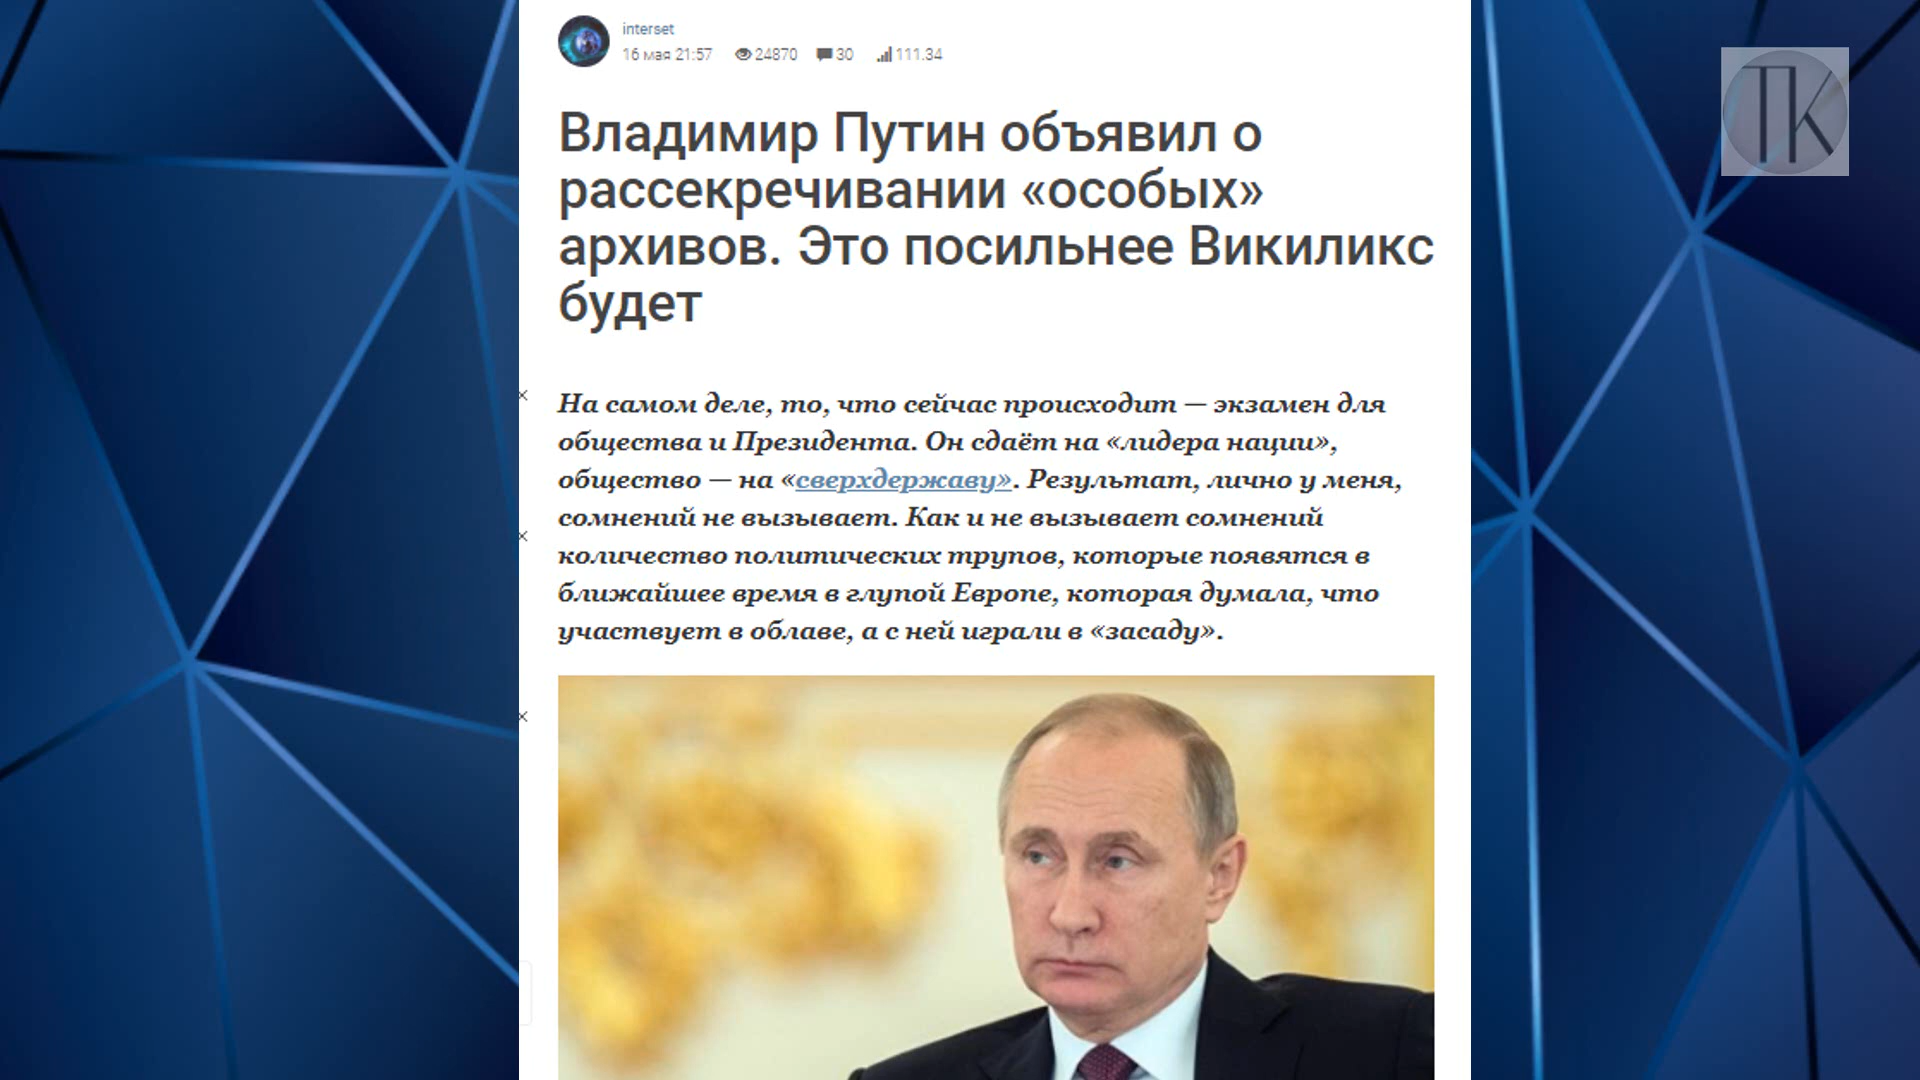 interset
16 мая 21:57 24870 30 111.34
ТК
Владимир Путин объявил о
рассекречивании «особых»
архивов. Это посильнее Викиликс
будет
На самом деле, то, что сейчас происходит — экзамен для
общества и Президента. Он сдаёт на «лидера нации»,
общество — на «сверхдержаву». Результат, лично у меня,
сомнений не вызывает. Как и не вызывает сомнений
количество политических трупов, которые появятся в
ближайшее время в глупой Европе, которая думала, что
участвует в облаве, а с ней играли в «засаду».